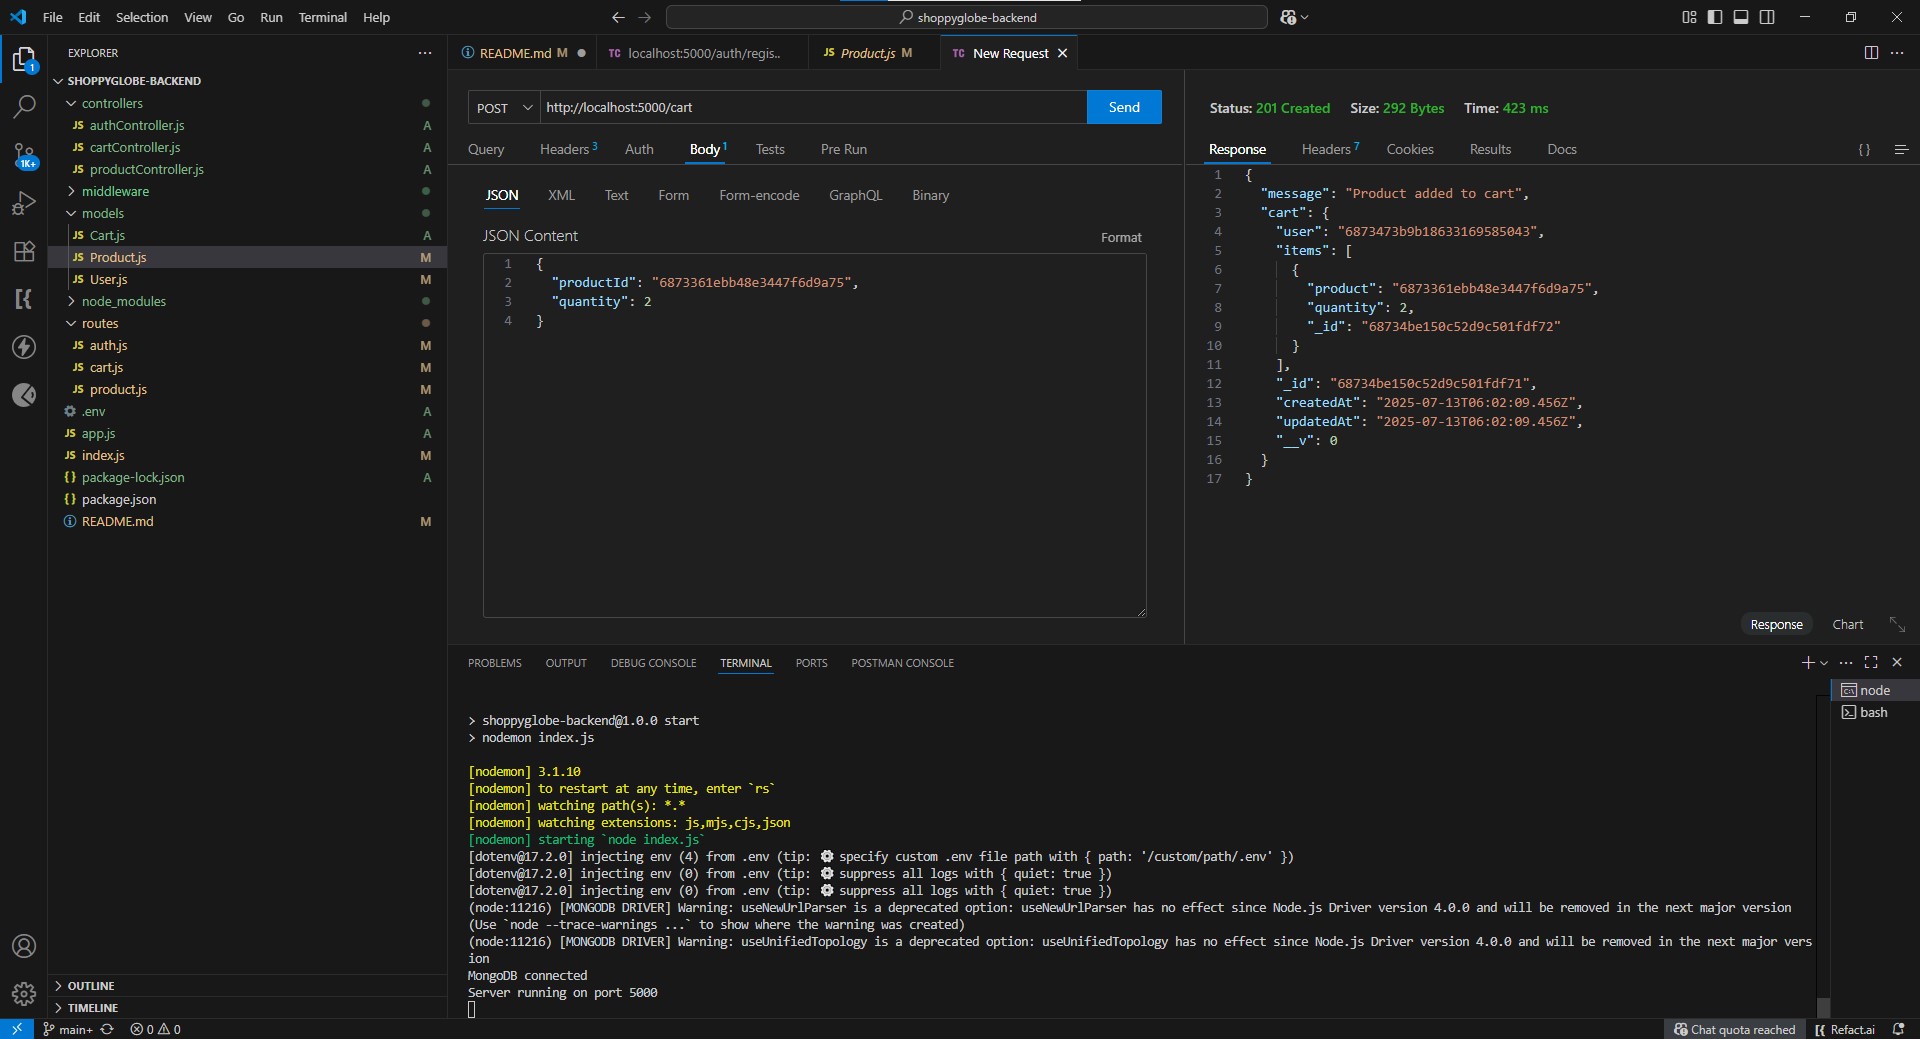 File Edit Selection View Go Run Terminal Help
shoppyglobe-backend
EXPLORER
SHOPPYGLOBE-BACKEND
controllers
JS authController.js A
JS cartController.js A
JS productController.js A
middleware
models
JS Cart.js A
JS Product.js M
JS User.js M
node_modules
routes
JS auth.js M
JS cart.js M
JS product.js M
.env A
JS app.js A
JS index.js M
{} package-lock.json A
{} package.json
README.md M
OUTLINE
TIMELINE
1
1K+
README.md M
TC localhost:5000/auth/regis..
JS Product.js M
TC New Request
POST http://localhost:5000/cart Send
Query Headers 3 Auth Body 1 Tests Pre Run
JSON XML Text Form Form-encode GraphQL Binary
JSON Content Format
1 {
2 "productId": "6873361ebb48e3447f6d9a75",
3 "quantity": 2
4 }
Status: 201 Created Size: 292 Bytes Time: 423 ms
Response Headers 7 Cookies Results Docs { }
1 {
2 "message": "Product added to cart",
3 "cart": {
4 "user": "6873473b9b18633169585043",
5 "items": [
6 {
7 "product": "6873361ebb48e3447f6d9a75",
8 "quantity": 2,
9 "_id": "68734be150c52d9c501fdf72"
10 }
11 ],
12 "_id": "68734be150c52d9c501fdf71",
13 "createdAt": "2025-07-13T06:02:09.456Z",
14 "updatedAt": "2025-07-13T06:02:09.456Z",
15 "__v": 0
16 }
17 }
Response Chart
PROBLEMS OUTPUT DEBUG CONSOLE TERMINAL PORTS POSTMAN CONSOLE
node
bash
> shoppyglobe-backend@1.0.0 start
> nodemon index.js
[nodemon] 3.1.10
[nodemon] to restart at any time, enter `rs`
[nodemon] watching path(s): *.*
[nodemon] watching extensions: js,mjs,cjs,json
[nodemon] starting `node index.js`
[dotenv@17.2.0] injecting env (4) from .env (tip: ⚙ specify custom .env file path with { path: '/custom/path/.env' })
[dotenv@17.2.0] injecting env (0) from .env (tip: ⚙ suppress all logs with { quiet: true })
[dotenv@17.2.0] injecting env (0) from .env (tip: ⚙ suppress all logs with { quiet: true })
(node:11216) [MONGODB DRIVER] Warning: useNewUrlParser is a deprecated option: useNewUrlParser has no effect since Node.js Driver version 4.0.0 and will be removed in the next major version
(Use `node --trace-warnings ...` to show where the warning was created)
(node:11216) [MONGODB DRIVER] Warning: useUnifiedTopology is a deprecated option: useUnifiedTopology has no effect since Node.js Driver version 4.0.0 and will be removed in the next major vers
ion
MongoDB connected
Server running on port 5000
main+ 0 0
Chat quota reached Refact.ai